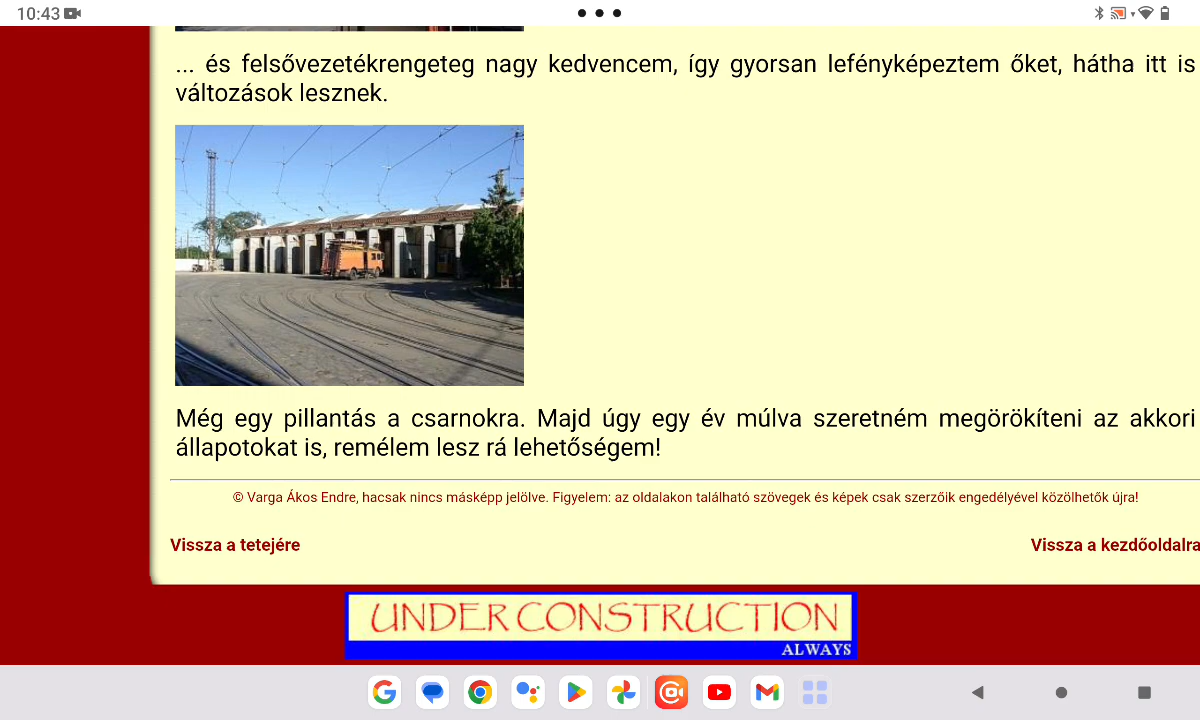 10:43
... és felsővezetékrengeteg nagy kedvencem, így gyorsan lefényképeztem őket, hátha itt is
változások lesznek.
Még egy pillantás a csarnokra. Majd úgy egy év múlva szeretném megörökíteni az akkori
állapotokat is, remélem lesz rá lehetőségem!
© Varga Ákos Endre, hacsak nincs másképp jelölve. Figyelem: az oldalakon található szövegek és képek csak szerzőik engedélyével közölhetők újra!
Vissza a tetejére
Vissza a kezdőoldalra
UNDER CONSTRUCTION
ALWAYS